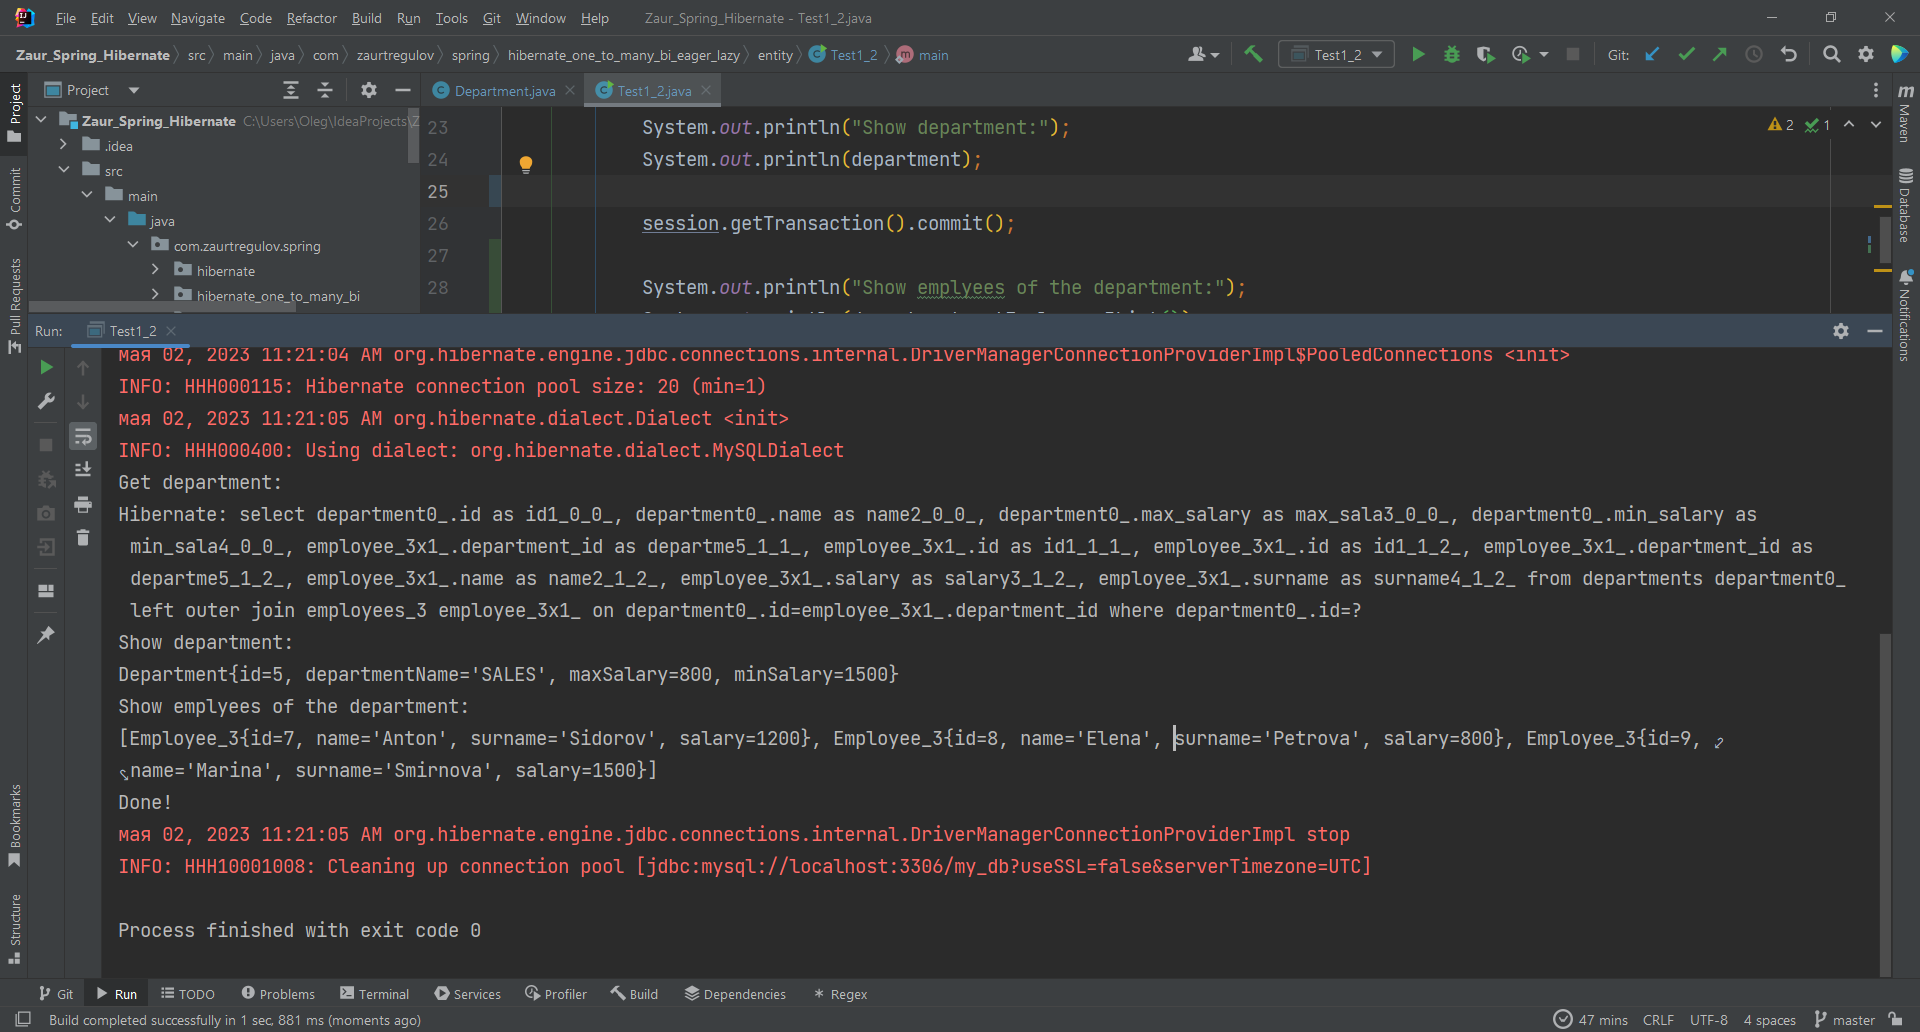 File Edit View Navigate Code Refactor Build Run Tools Git Window Help Zaur_Spring_Hibernate - Test1_2.java
Zaur_Spring_Hibernate src main java com zaurtregulov spring hibernate_one_to_many_bi_eager_lazy entity Test1_2 main Test1_2 Git:
Project
Department.java
Test1_2.java
Zaur_Spring_Hibernate C:\Users\Oleg\IdeaProjects\Z
.idea
src
main
java
com.zaurtregulov.spring
hibernate
hibernate_one_to_many_bi
23 System.out.println("Show department:");
24 System.out.println(department);
25
26 session.getTransaction().commit();
27
28 System.out.println("Show emplyees of the department:");
2 1
Project
Commit
Pull Requests
Bookmarks
Structure
Maven
Database
Notifications
Run: Test1_2
мая 02, 2023 11:21:04 AM org.hibernate.engine.jdbc.connections.internal.DriverManagerConnectionProviderImpl$PooledConnections <init>
INFO: HHH000115: Hibernate connection pool size: 20 (min=1)
мая 02, 2023 11:21:05 AM org.hibernate.dialect.Dialect <init>
INFO: HHH000400: Using dialect: org.hibernate.dialect.MySQLDialect
Get department:
Hibernate: select department0_.id as id1_0_0_, department0_.name as name2_0_0_, department0_.max_salary as max_sala3_0_0_, department0_.min_salary as
min_sala4_0_0_, employee_3x1_.department_id as departme5_1_1_, employee_3x1_.id as id1_1_1_, employee_3x1_.id as id1_1_2_, employee_3x1_.department_id as
departme5_1_2_, employee_3x1_.name as name2_1_2_, employee_3x1_.salary as salary3_1_2_, employee_3x1_.surname as surname4_1_2_ from departments department0_
left outer join employees_3 employee_3x1_ on department0_.id=employee_3x1_.department_id where department0_.id=?
Show department:
Department{id=5, departmentName='SALES', maxSalary=800, minSalary=1500}
Show emplyees of the department:
[Employee_3{id=7, name='Anton', surname='Sidorov', salary=1200}, Employee_3{id=8, name='Elena', surname='Petrova', salary=800}, Employee_3{id=9,
name='Marina', surname='Smirnova', salary=1500}]
Done!
мая 02, 2023 11:21:05 AM org.hibernate.engine.jdbc.connections.internal.DriverManagerConnectionProviderImpl stop
INFO: HHH10001008: Cleaning up connection pool [jdbc:mysql://localhost:3306/my_db?useSSL=false&serverTimezone=UTC]
Process finished with exit code 0
Git Run TODO Problems Terminal Services Profiler Build Dependencies Regex
Build completed successfully in 1 sec, 881 ms (moments ago) 47 mins CRLF UTF-8 4 spaces master